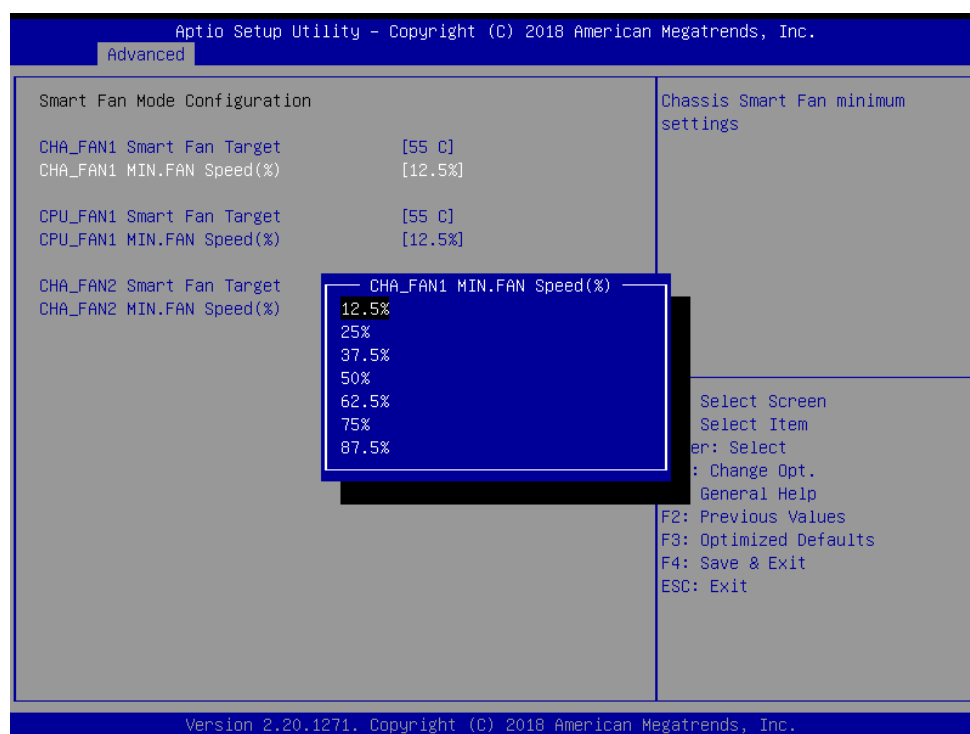 Aptio Setup Utility – Copyright (C) 2018 American Megatrends, Inc.
Advanced
Smart Fan Mode Configuration
CHA_FAN1 Smart Fan Target [55 C]
CHA_FAN1 MIN.FAN Speed(%) [12.5%]
CPU_FAN1 Smart Fan Target [55 C]
CPU_FAN1 MIN.FAN Speed(%) [12.5%]
CHA_FAN2 Smart Fan Target
CHA_FAN2 MIN.FAN Speed(%)
CHA_FAN1 MIN.FAN Speed(%)
12.5%
25%
37.5%
50%
62.5%
75%
87.5%
Chassis Smart Fan minimum
settings
Select Screen
Select Item
er: Select
: Change Opt.
General Help
F2: Previous Values
F3: Optimized Defaults
F4: Save & Exit
ESC: Exit
Version 2.20.1271. Copyright (C) 2018 American Megatrends, Inc.